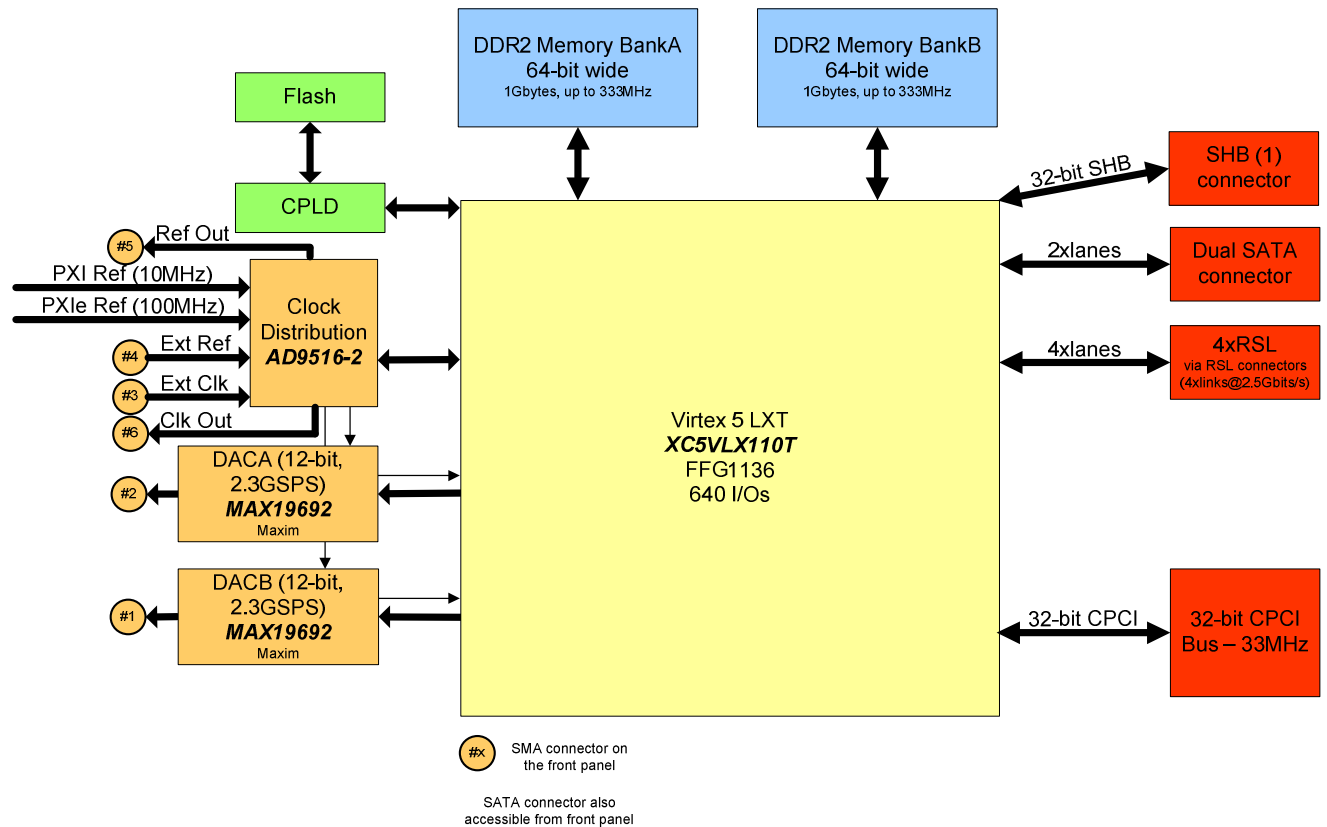 DDR2 Memory BankA
64-bit wide
1Gbytes, up to 333MHz
DDR2 Memory BankB
64-bit wide
1Gbytes, up to 333MHz
Flash
CPLD
SHB (1)
connector
32-bit SHB
#5
Ref Out
PXI Ref (10MHz)
PXIe Ref (100MHz)
#4
Ext Ref
#3
Ext Clk
#6
Clk Out
Clock
Distribution
AD9516-2
2xlanes
Dual SATA
connector
4xlanes
4xRSL
via RSL connectors
(4xlinks@2.5Gbits/s)
Virtex 5 LXT
XC5VLX110T
FFG1136
640 I/Os
#2
DACA (12-bit,
2.3GSPS)
MAX19692
Maxim
#1
DACB (12-bit,
2.3GSPS)
MAX19692
Maxim
32-bit CPCI
32-bit CPCI
Bus – 33MHz
#x
SMA connector on
the front panel
SATA connector also
accessible from front panel